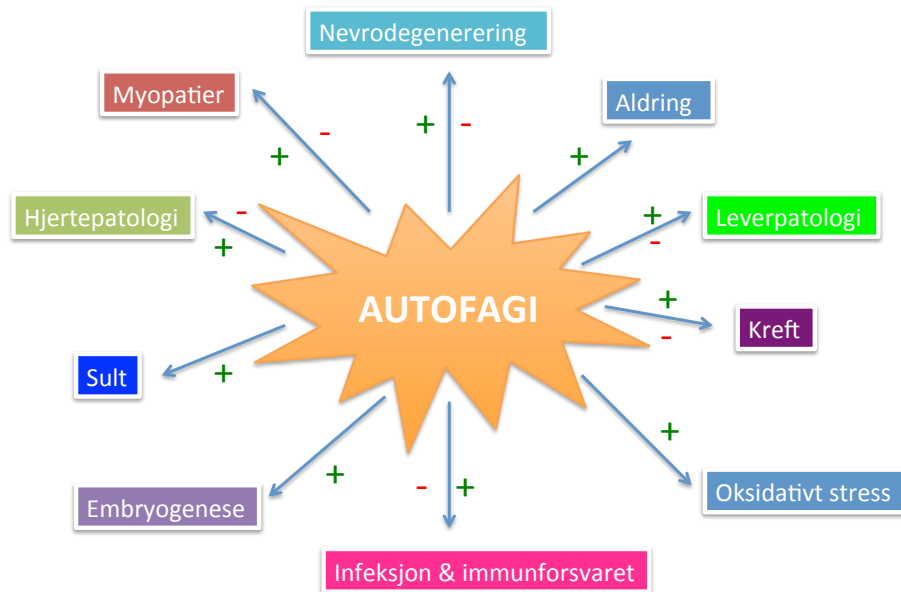 Nevrodegenerering
Myopatier
Aldring
- + - + +
Hjertepatologi
- + + -
Leverpatologi
AUTOFAGI
+ -
Kreft
Sult
+
+
Oksidativt stress
+ - +
Embryogenese
Infeksjon & immunforsvaret